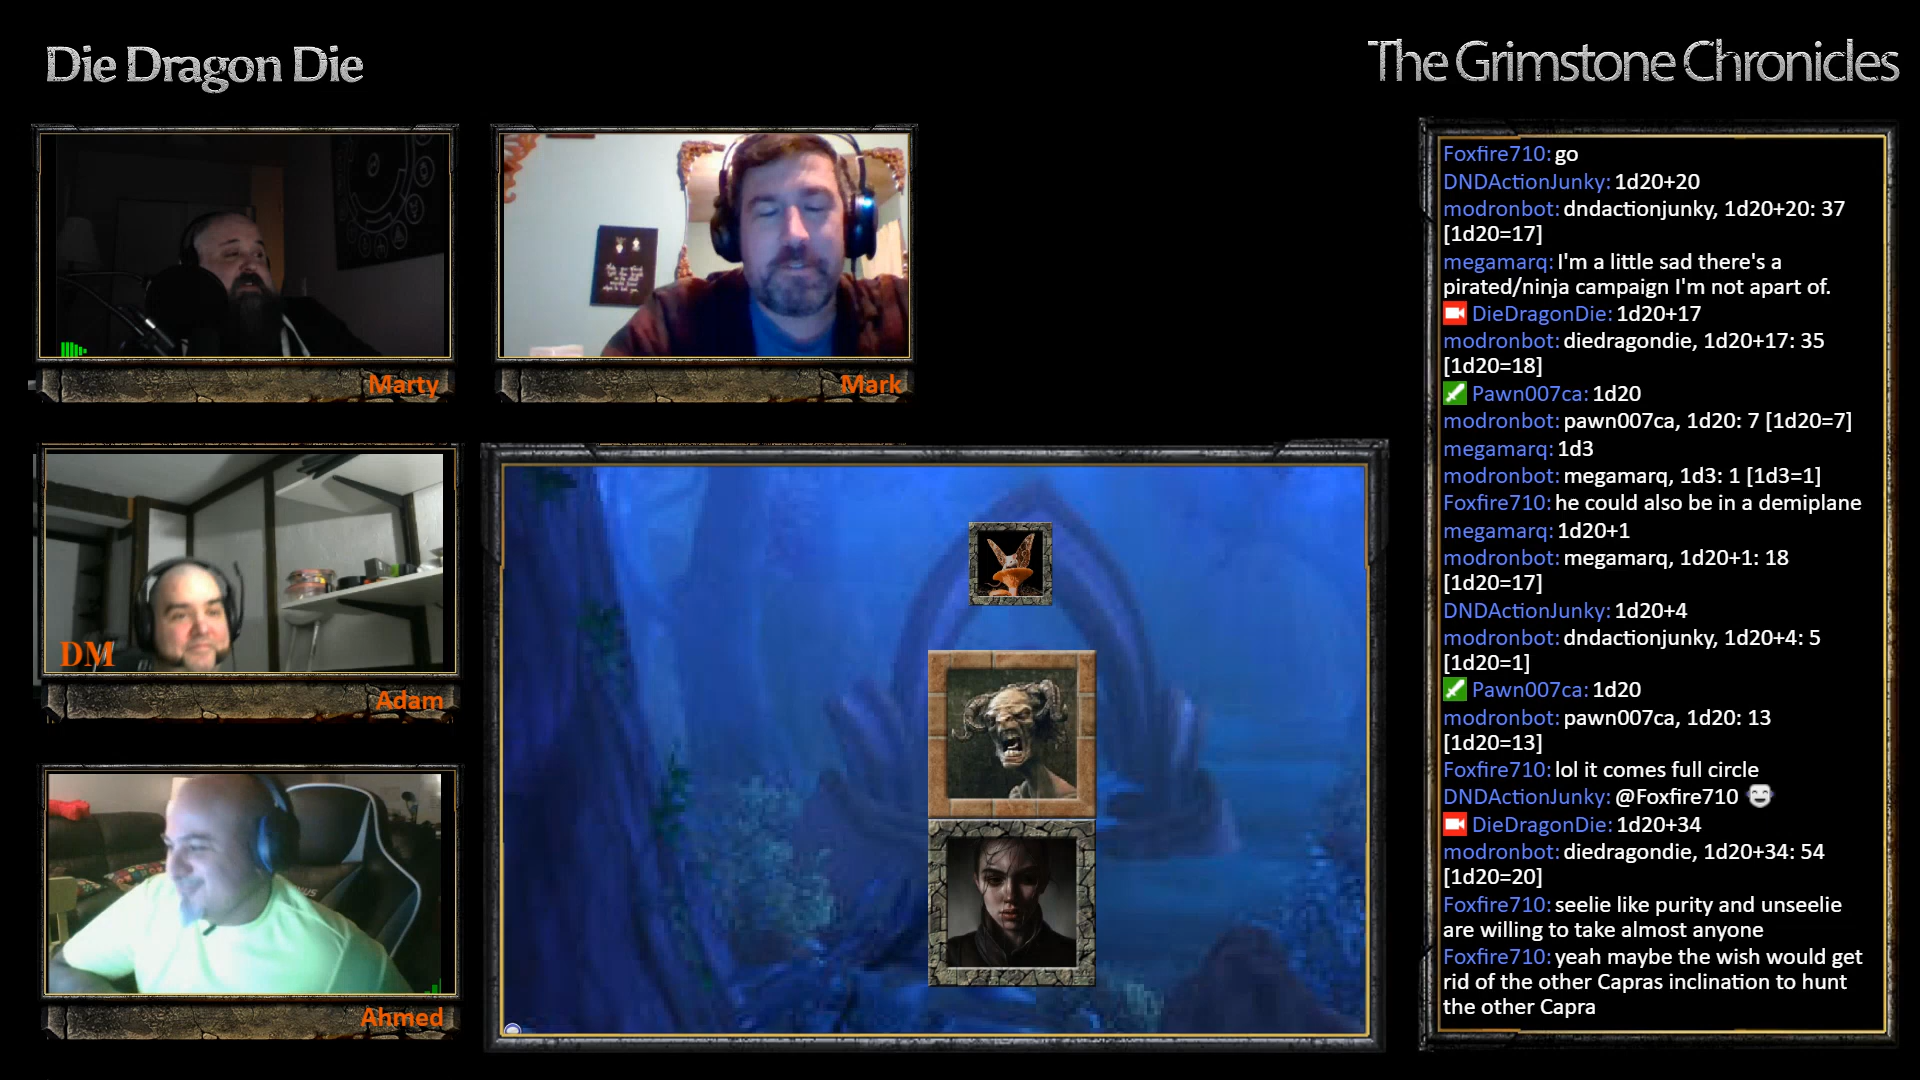 Die Dragon Die
The Grimstone Chronicles
Marty
Mark
DM
Adam
Ahmed
Foxfire710: go
DNDActionJunky: 1d20+20
modronbot: dndactionjunky, 1d20+20: 37
[1d20=17]
megamarq: I'm a little sad there's a
pirated/ninja campaign I'm not apart of.
DieDragonDie: 1d20+17
modronbot: diedragondie, 1d20+17: 35
[1d20=18]
Pawn007ca: 1d20
modronbot: pawn007ca, 1d20: 7 [1d20=7]
megamarq: 1d3
modronbot: megamarq, 1d3: 1 [1d3=1]
Foxfire710: he could also be in a demiplane
megamarq: 1d20+1
modronbot: megamarq, 1d20+1: 18
[1d20=17]
DNDActionJunky: 1d20+4
modronbot: dndactionjunky, 1d20+4: 5
[1d20=1]
Pawn007ca: 1d20
modronbot: pawn007ca, 1d20: 13
[1d20=13]
Foxfire710: lol it comes full circle
DNDActionJunky: @Foxfire710
DieDragonDie: 1d20+34
modronbot: diedragondie, 1d20+34: 54
[1d20=20]
Foxfire710: seelie like purity and unseelie
are willing to take almost anyone
Foxfire710: yeah maybe the wish would get
rid of the other Capras inclination to hunt
the other Capra